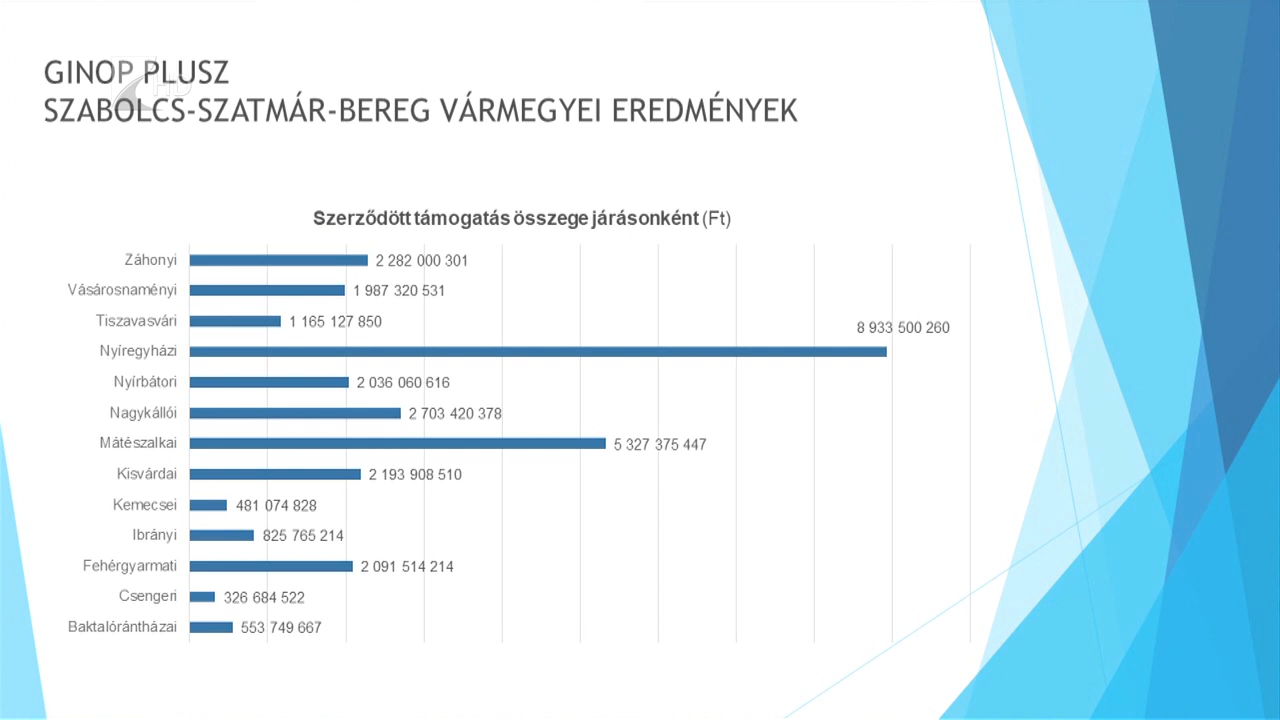 GINOP PLUSZ
HD
SZABOLCS-SZATMÁR-BEREG VÁRMEGYEI EREDMÉNYEK
Szerződött támogatás összege járásonként (Ft)
Záhonyi 2 282 000 301
Vásárosnaményi 1 987 320 531
Tiszavasvári 1 165 127 850
Nyíregyházi 8 933 500 260
Nyírbátori 2 036 060 616
Nagykállói 2 703 420 378
Mátészalkai 5 327 375 447
Kisvárdai 2 193 908 510
Kemecsei 481 074 828
Ibrányi 825 765 214
Fehérgyarmati 2 091 514 214
Csengeri 326 684 522
Baktalórántházai 553 749 667